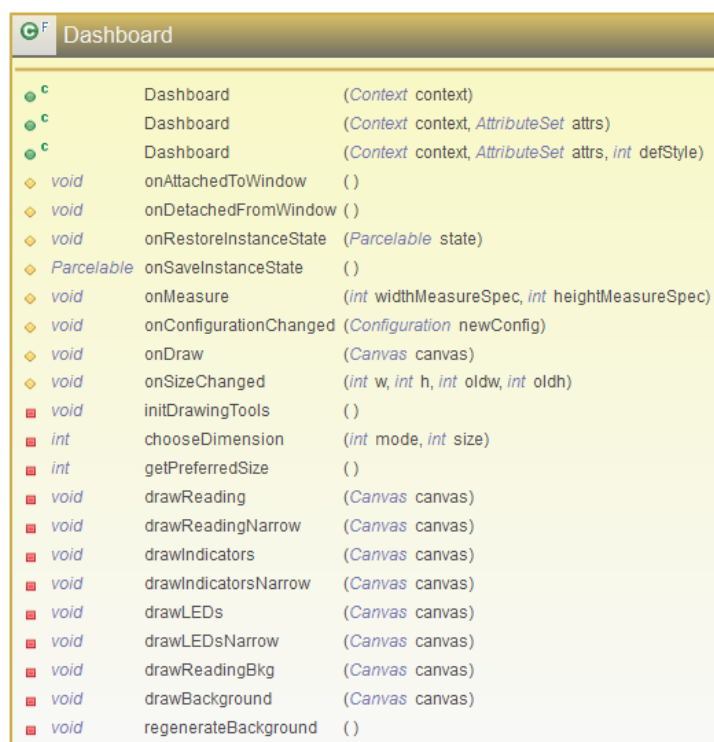 C F Dashboard
c Dashboard (Context context)
c Dashboard (Context context, AttributeSet attrs)
c Dashboard (Context context, AttributeSet attrs, int defStyle)
void onAttachedToWindow ( )
void onDetachedFromWindow ( )
void onRestoreInstanceState (Parcelable state)
Parcelable onSaveInstanceState ( )
void onMeasure (int widthMeasureSpec, int heightMeasureSpec)
void onConfigurationChanged (Configuration newConfig)
void onDraw (Canvas canvas)
void onSizeChanged (int w, int h, int oldw, int oldh)
void initDrawingTools ( )
int chooseDimension (int mode, int size)
int getPreferredSize ( )
void drawReading (Canvas canvas)
void drawReadingNarrow (Canvas canvas)
void drawIndicators (Canvas canvas)
void drawIndicatorsNarrow (Canvas canvas)
void drawLEDs (Canvas canvas)
void drawLEDsNarrow (Canvas canvas)
void drawReadingBkg (Canvas canvas)
void drawBackground (Canvas canvas)
void regenerateBackground ( )